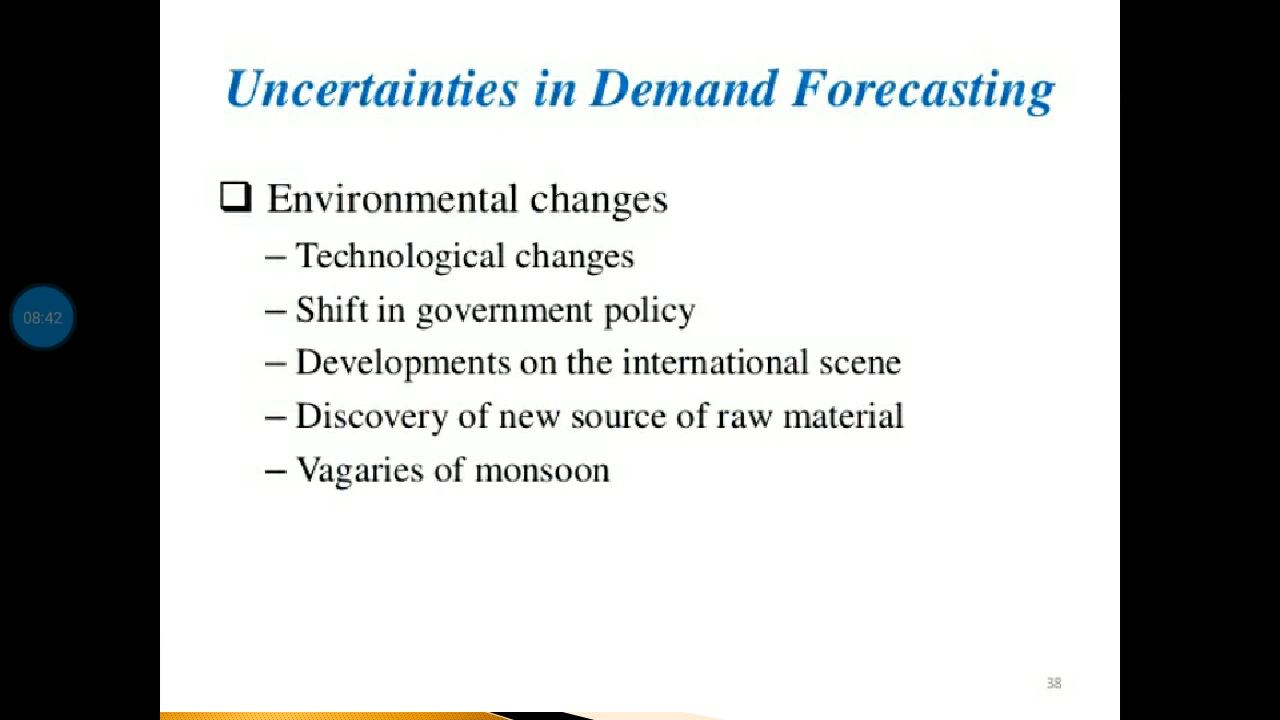 Uncertainties in Demand Forecasting
❑ Environmental changes
– Technological changes
– Shift in government policy
– Developments on the international scene
– Discovery of new source of raw material
– Vagaries of monsoon
08:42
38